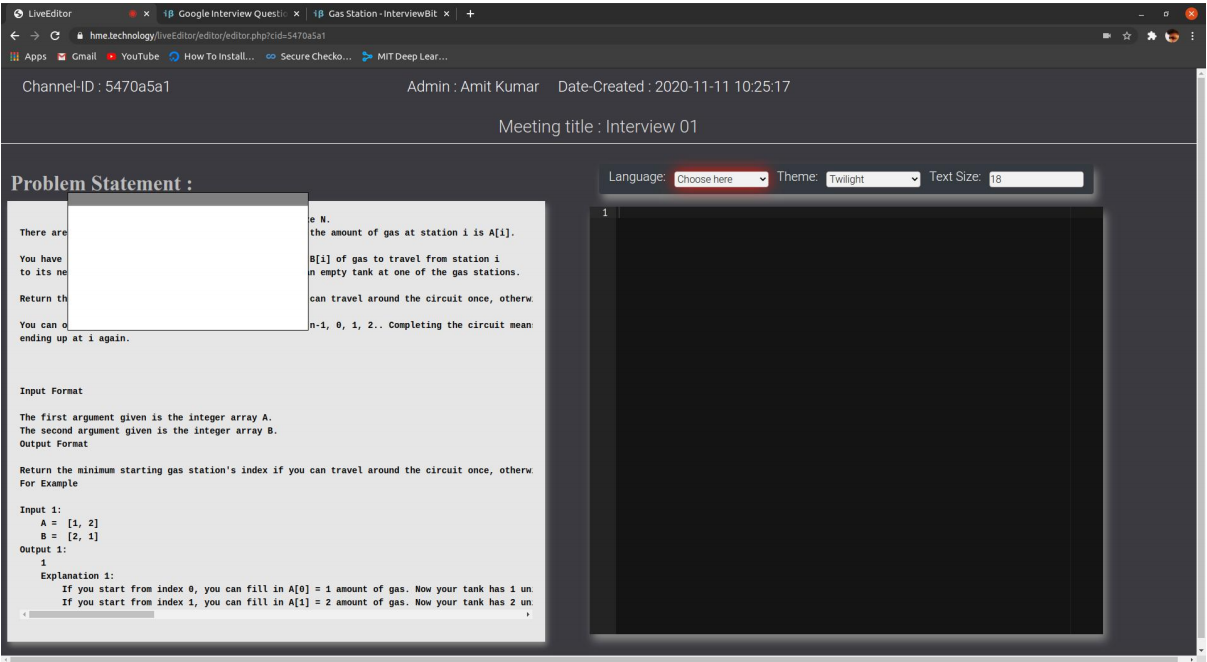 LiveEditor
Google Interview Questio
Gas Station - InterviewBit
hme.technology/liveEditor/editor/editor.php?cid=5470a5a1
Apps Gmail YouTube How To Install... Secure Checko... MIT Deep Lear...
Channel-ID : 5470a5a1 Admin : Amit Kumar Date-Created : 2020-11-11 10:25:17
Meeting title : Interview 01
Problem Statement :
e N.
There are the amount of gas at station i is A[i].
You have B[i] of gas to travel from station i
to its ne n empty tank at one of the gas stations.
Return th can travel around the circuit once, otherw
You can o n-1, 0, 1, 2.. Completing the circuit mean
ending up at i again.
Input Format
The first argument given is the integer array A.
The second argument given is the integer array B.
Output Format
Return the minimum starting gas station's index if you can travel around the circuit once, otherw
For Example
Input 1:
A = [1, 2]
B = [2, 1]
Output 1:
1
Explanation 1:
If you start from index 0, you can fill in A[0] = 1 amount of gas. Now your tank has 1 un
If you start from index 1, you can fill in A[1] = 2 amount of gas. Now your tank has 2 un
Language: Choose here Theme: Twilight Text Size: 18
1